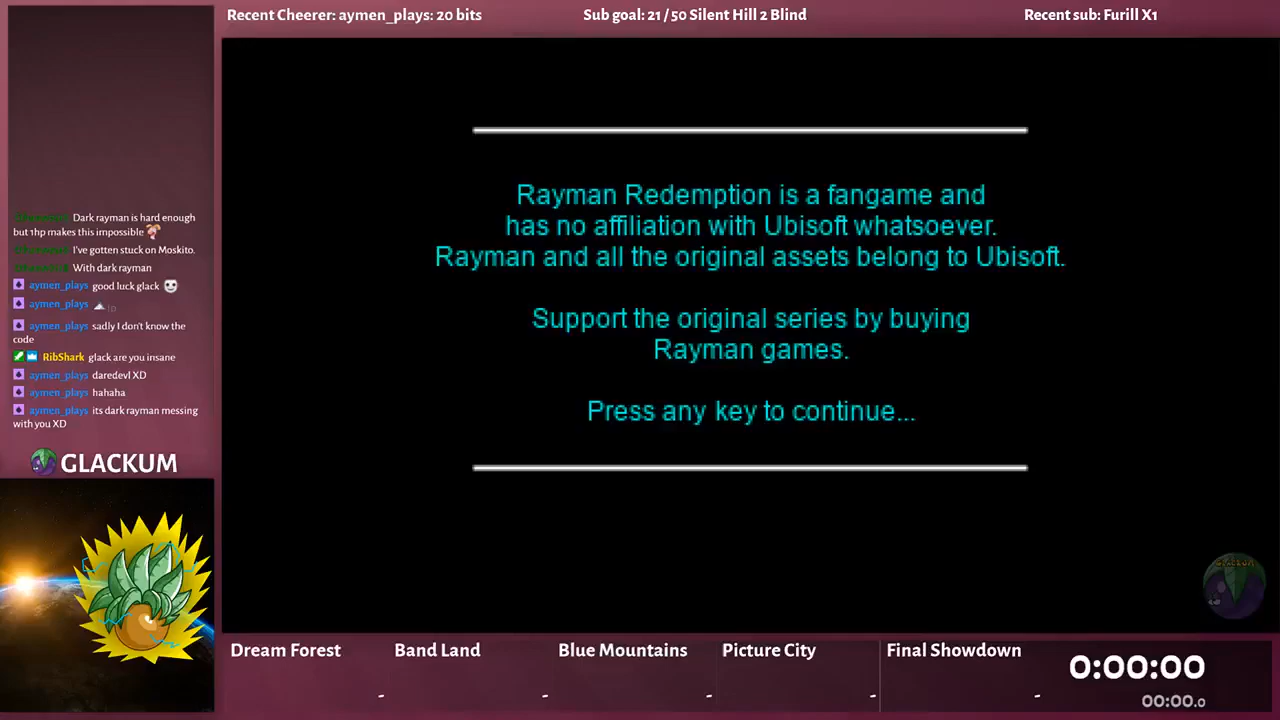 Recent Cheerer: aymen_plays: 20 bits
Sub goal: 21 / 50 Silent Hill 2 Blind
Recent sub: Furill X1
Rayman Redemption is a fangame and
has no affiliation with Ubisoft whatsoever.
Rayman and all the original assets belong to Ubisoft.
Support the original series by buying
Rayman games.
Press any key to continue...
Dark rayman is hard enough
but 1hp makes this impossible
I've gotten stuck on Moskito.
With dark rayman
aymen_plays good luck glack
aymen_plays
aymen_plays sadly I don't know the
code
RibShark glack are you insane
aymen_plays daredevl XD
aymen_plays hahaha
aymen_plays its dark rayman messing
with you XD
GLACKUM
GLACKUM
Dream Forest
Band Land
Blue Mountains
Picture City
Final Showdown
0:00:00
- - - - -
00:00.0